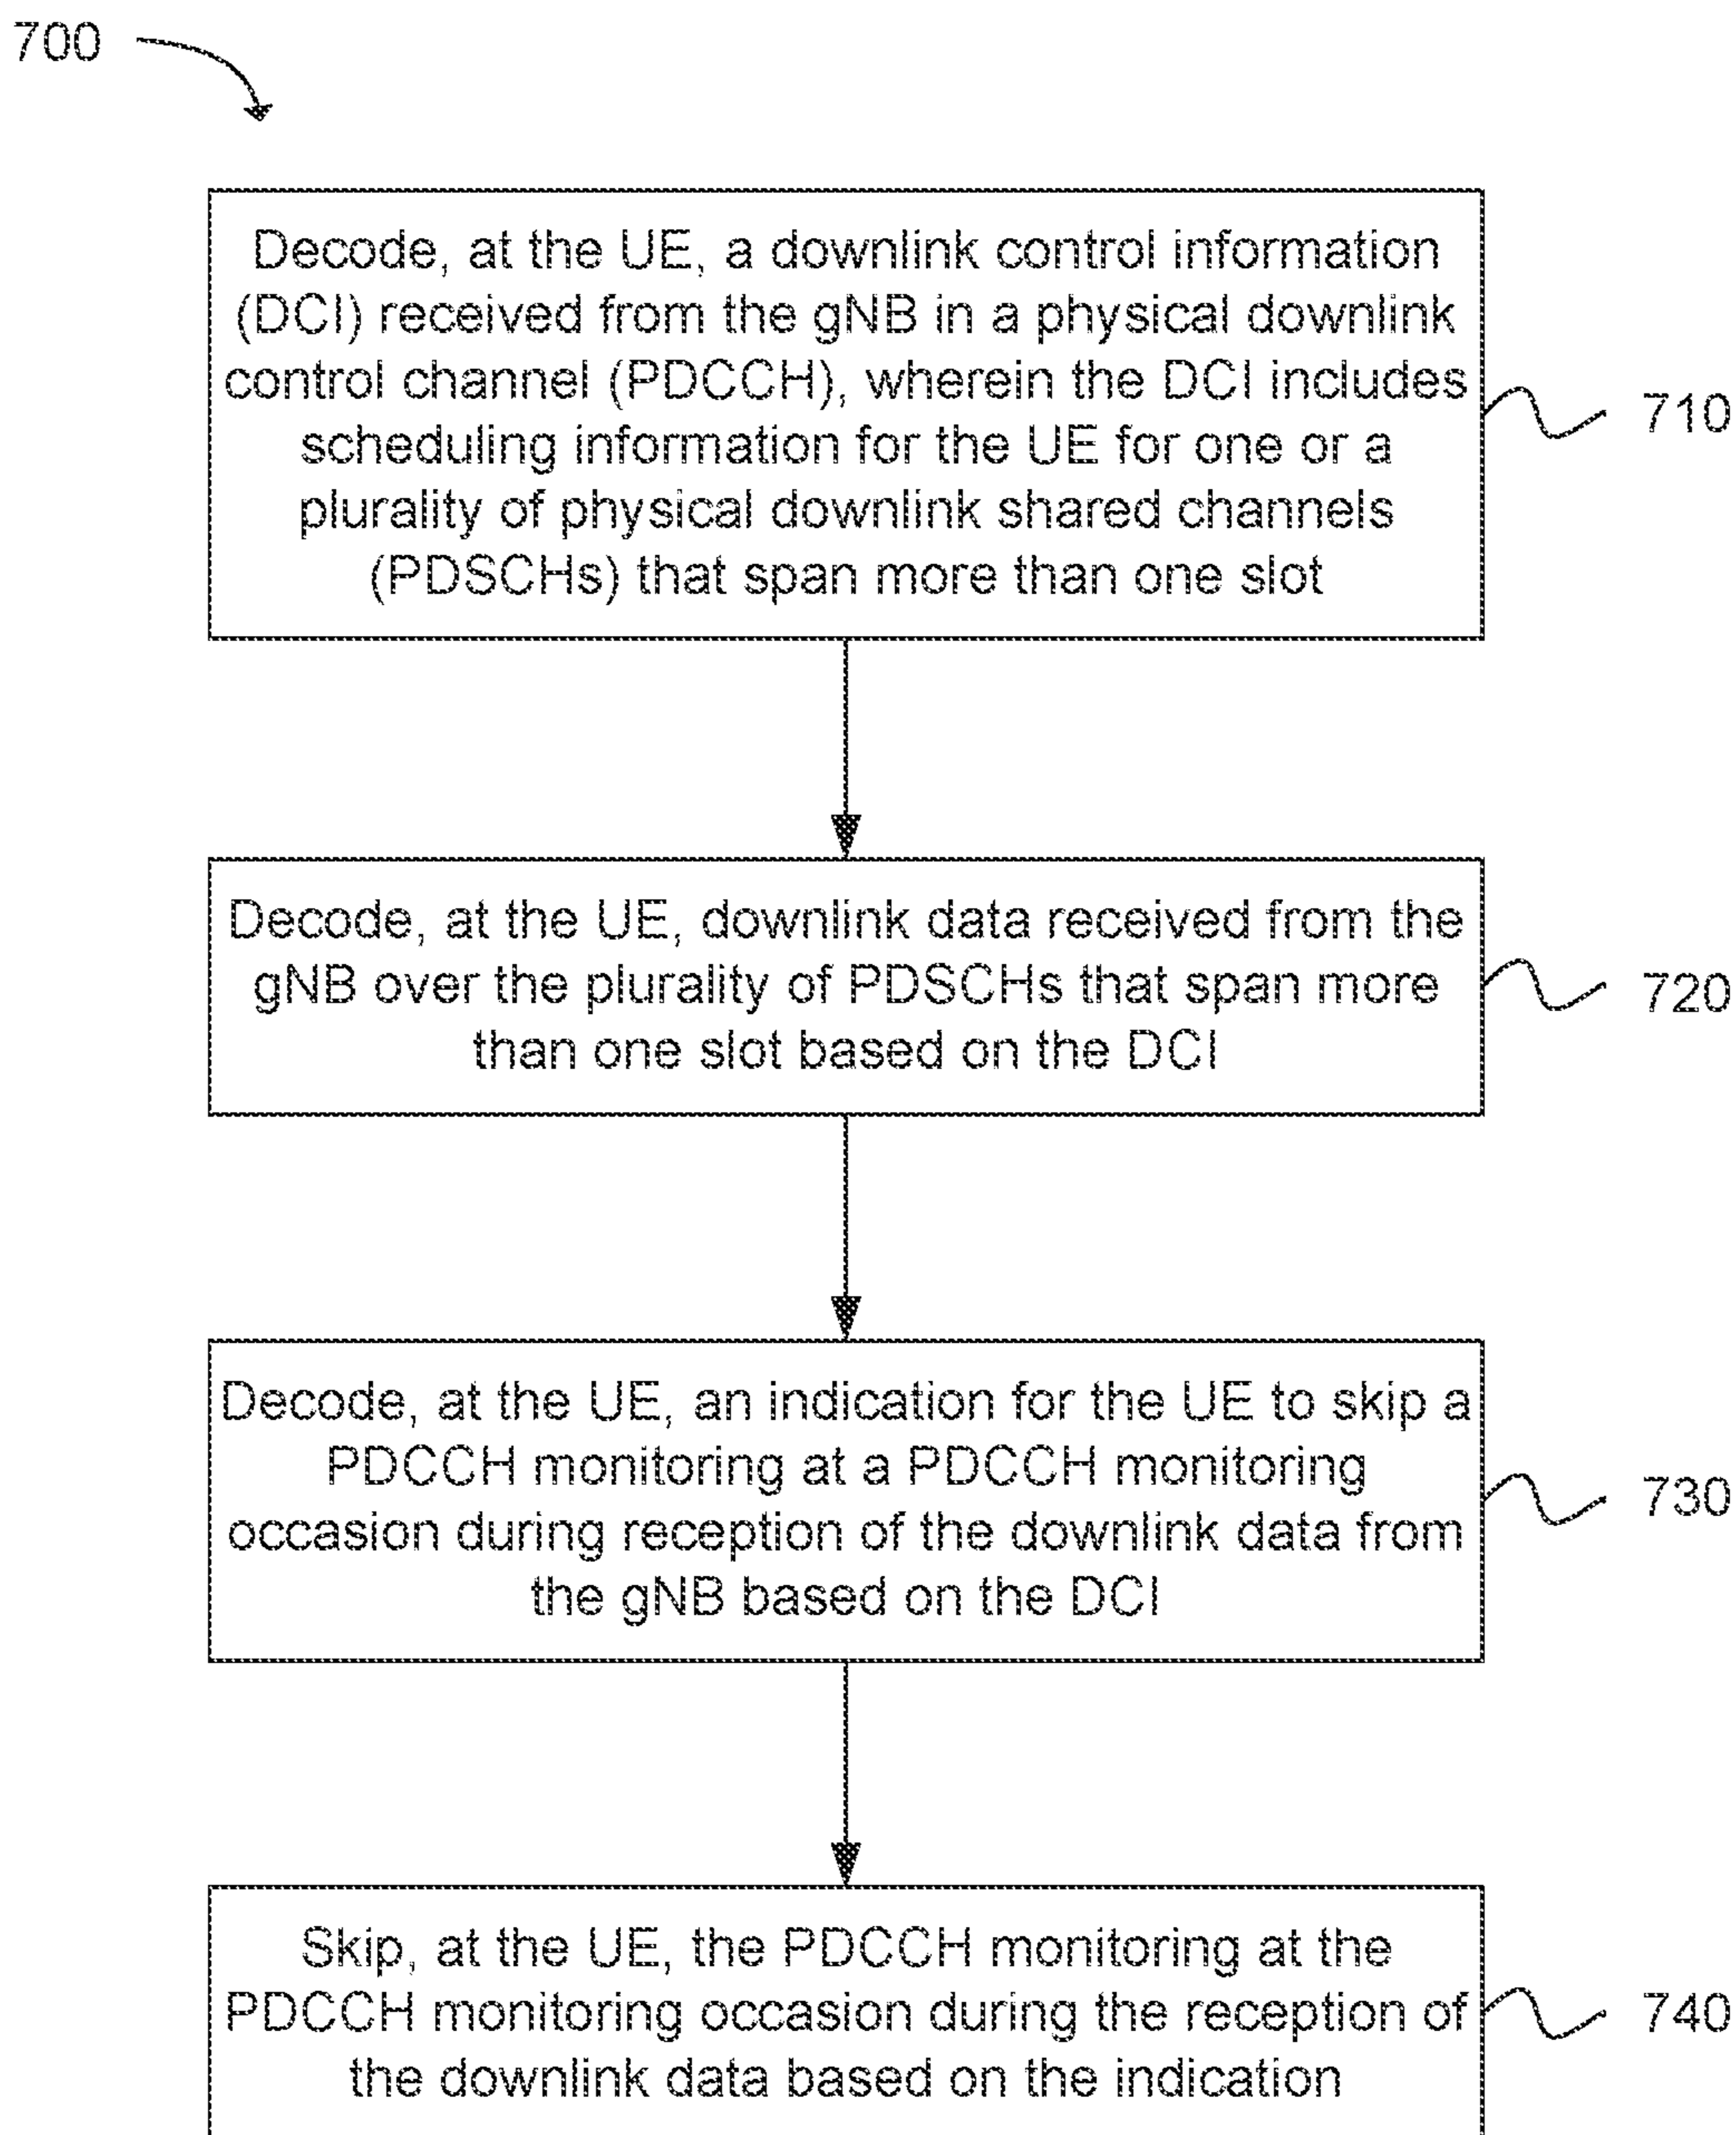 700
Decode, at the UE, a downlink control information
(DCI) received from the gNB in a physical downlink
control channel (PDCCH), wherein the DCI includes
scheduling information for the UE for one or a
plurality of physical downlink shared channels
(PDSCHs) that span more than one slot
710
Decode, at the UE, downlink data received from the
gNB over the plurality of PDSCHs that span more
than one slot based on the DCI
720
Decode, at the UE, an indication for the UE to skip a
PDCCH monitoring at a PDCCH monitoring
occasion during reception of the downlink data from
the gNB based on the DCI
730
Skip, at the UE, the PDCCH monitoring at the
PDCCH monitoring occasion during the reception of
the downlink data based on the indication
740